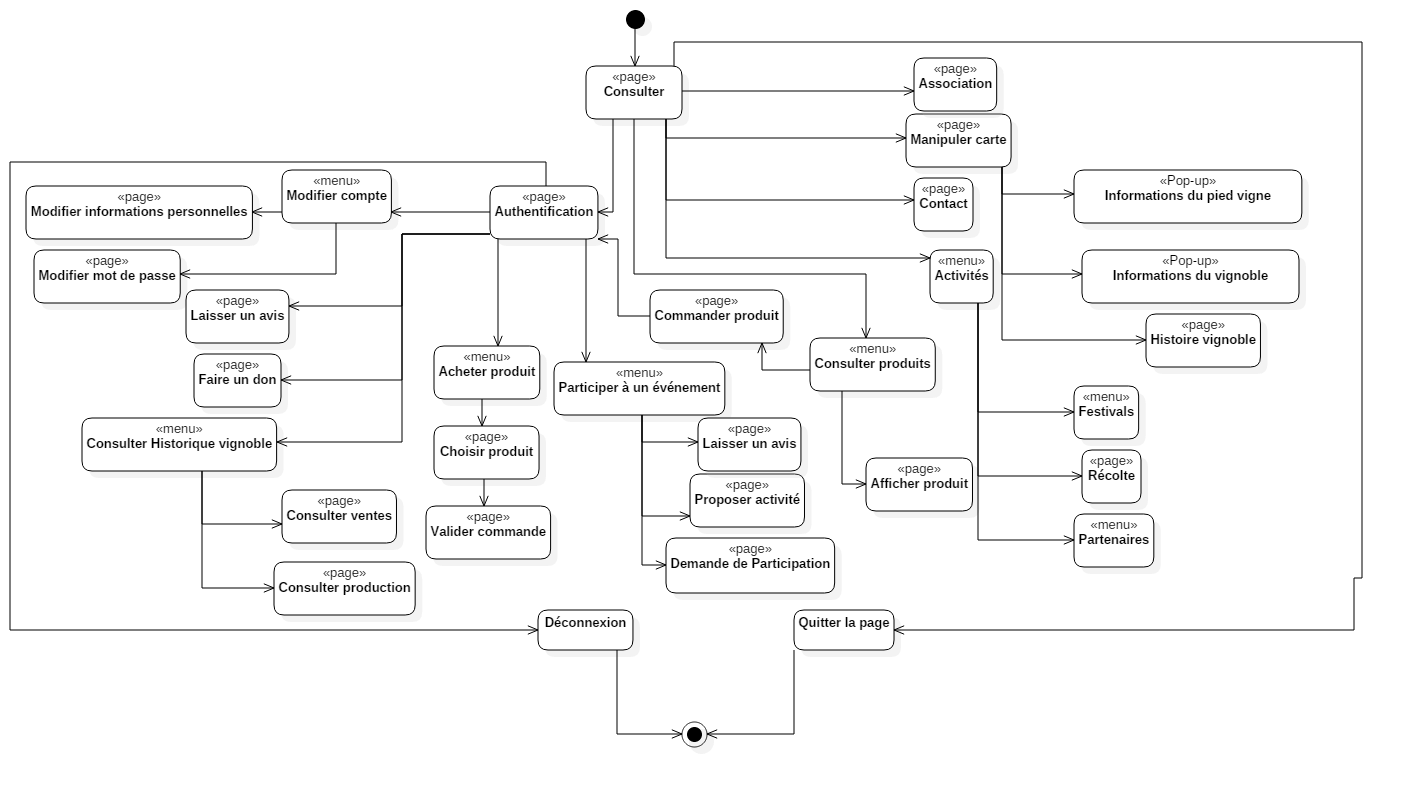 «page»
Consulter
«page»
Association
«page»
Manipuler carte
«menu»
Modifier compte
«page»
Modifier informations personnelles
«page»
Authentification
«page»
Contact
«Pop-up»
Informations du pied vigne
«page»
Modifier mot de passe
«menu»
Activités
«Pop-up»
Informations du vignoble
«page»
Laisser un avis
«page»
Commander produit
«page»
Histoire vignoble
«page»
Faire un don
«menu»
Acheter produit
«menu»
Participer à un événement
«menu»
Consulter produits
«menu»
Festivals
«menu»
Consulter Historique vignoble
«page»
Choisir produit
«page»
Laisser un avis
«page»
Afficher produit
«page»
Récolte
«page»
Proposer activité
«page»
Consulter ventes
«page»
Valider commande
«menu»
Partenaires
«page»
Demande de Participation
«page»
Consulter production
Déconnexion
Quitter la page